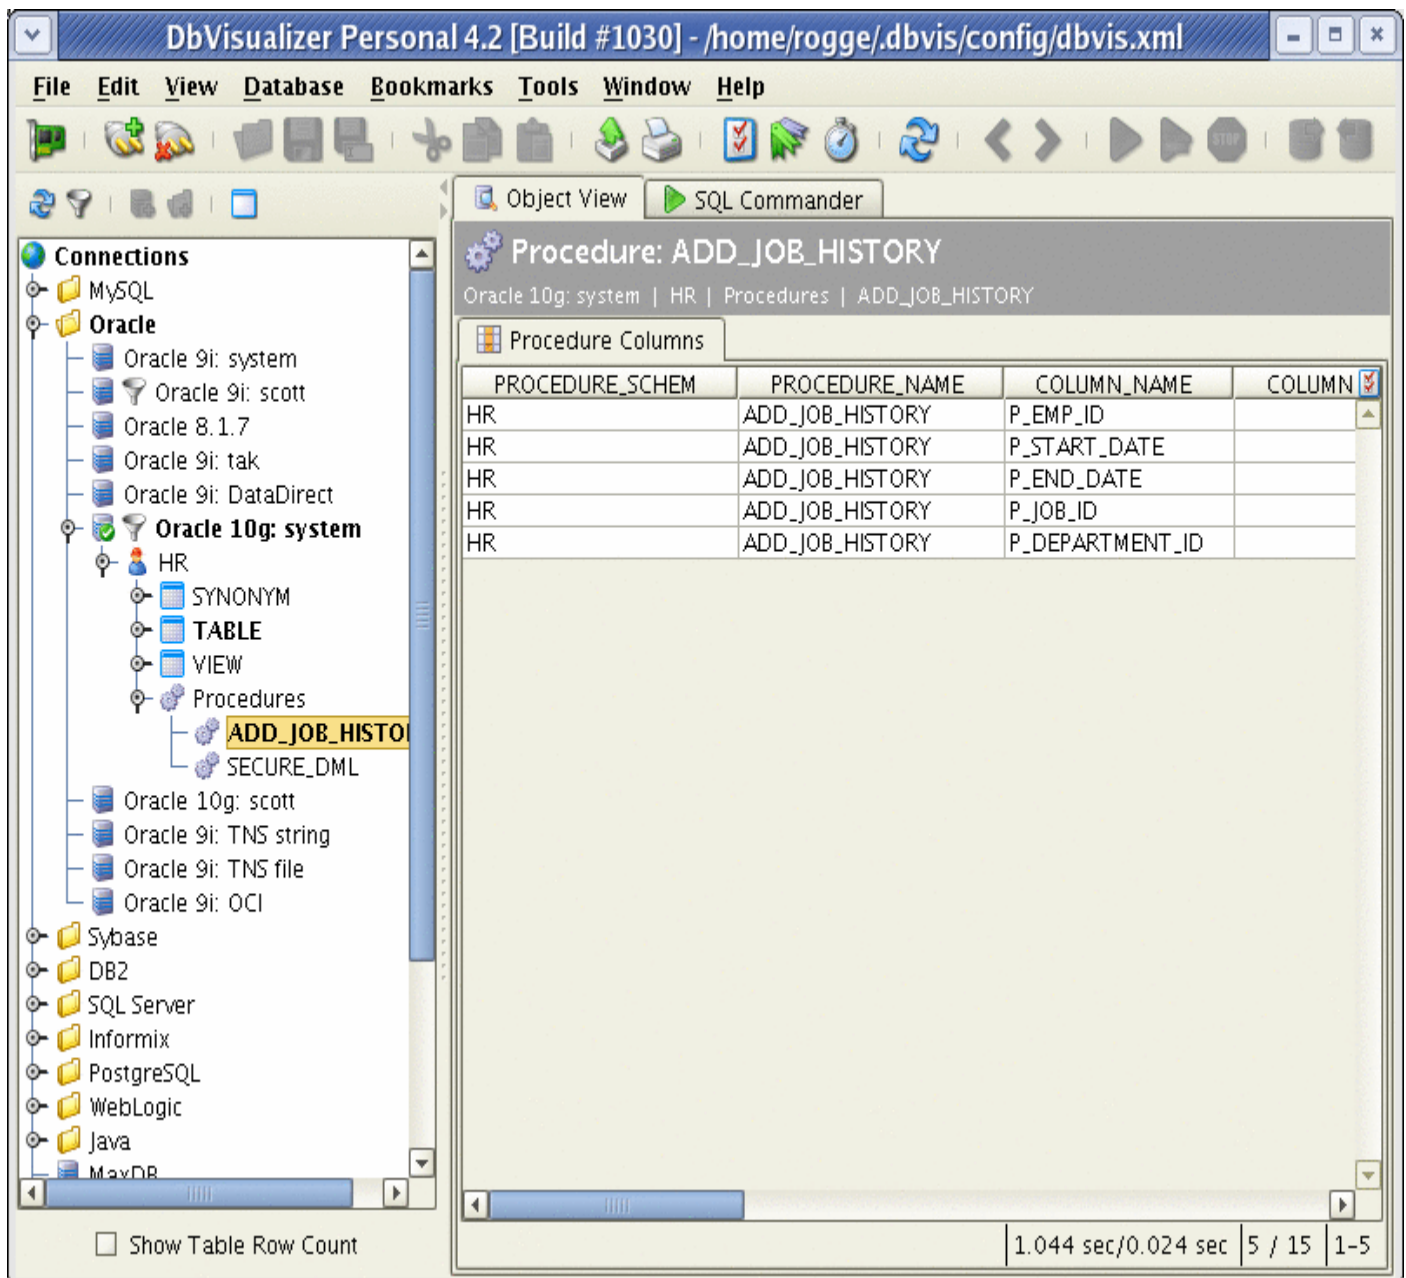 DbVisualizer Personal 4.2 [Build #1030] - /home/rogge/.dbvis/config/dbvis.xml
File Edit View Database Bookmarks Tools Window Help
STOP
Object View SQL Commander
Connections
MySQL
Oracle
Oracle 9i: system
Oracle 9i: scott
Oracle 8.1.7
Oracle 9i: tak
Oracle 9i: DataDirect
Oracle 10g: system
HR
SYNONYM
TABLE
VIEW
Procedures
ADD_JOB_HISTO
SECURE_DML
Oracle 10g: scott
Oracle 9i: TNS string
Oracle 9i: TNS file
Oracle 9i: OCI
Sybase
DB2
SQL Server
Informix
PostgreSQL
WebLogic
Java
MaxDB
Show Table Row Count
Procedure: ADD_JOB_HISTORY
Oracle 10g: system | HR | Procedures | ADD_JOB_HISTORY
Procedure Columns
PROCEDURE_SCHEM PROCEDURE_NAME COLUMN_NAME COLUMN
HR ADD_JOB_HISTORY P_EMP_ID
HR ADD_JOB_HISTORY P_START_DATE
HR ADD_JOB_HISTORY P_END_DATE
HR ADD_JOB_HISTORY P_JOB_ID
HR ADD_JOB_HISTORY P_DEPARTMENT_ID
1.044 sec/0.024 sec 5 / 15 1-5